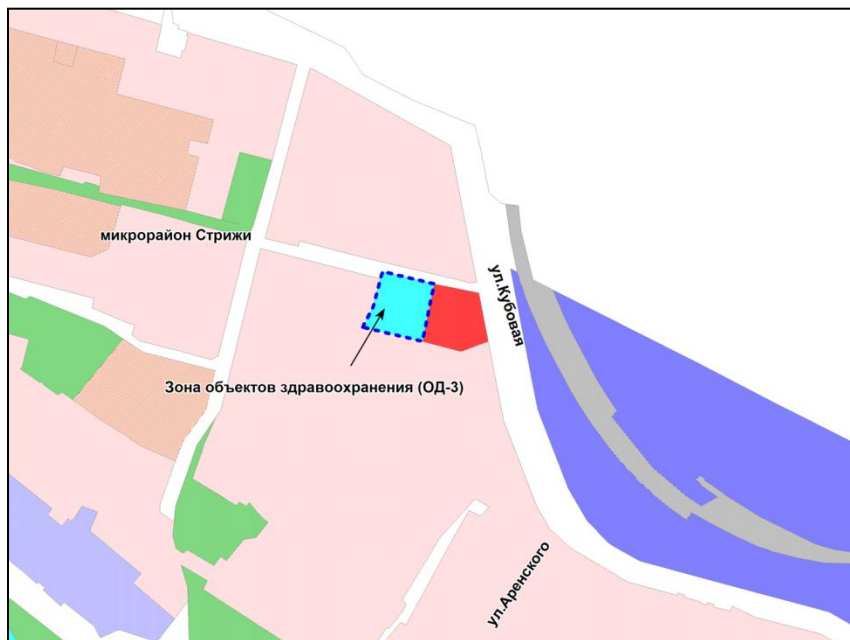 микрорайон Стрижи
ул.Кубовая
Зона объектов здравоохранения (ОД-3)
ул.Аренского